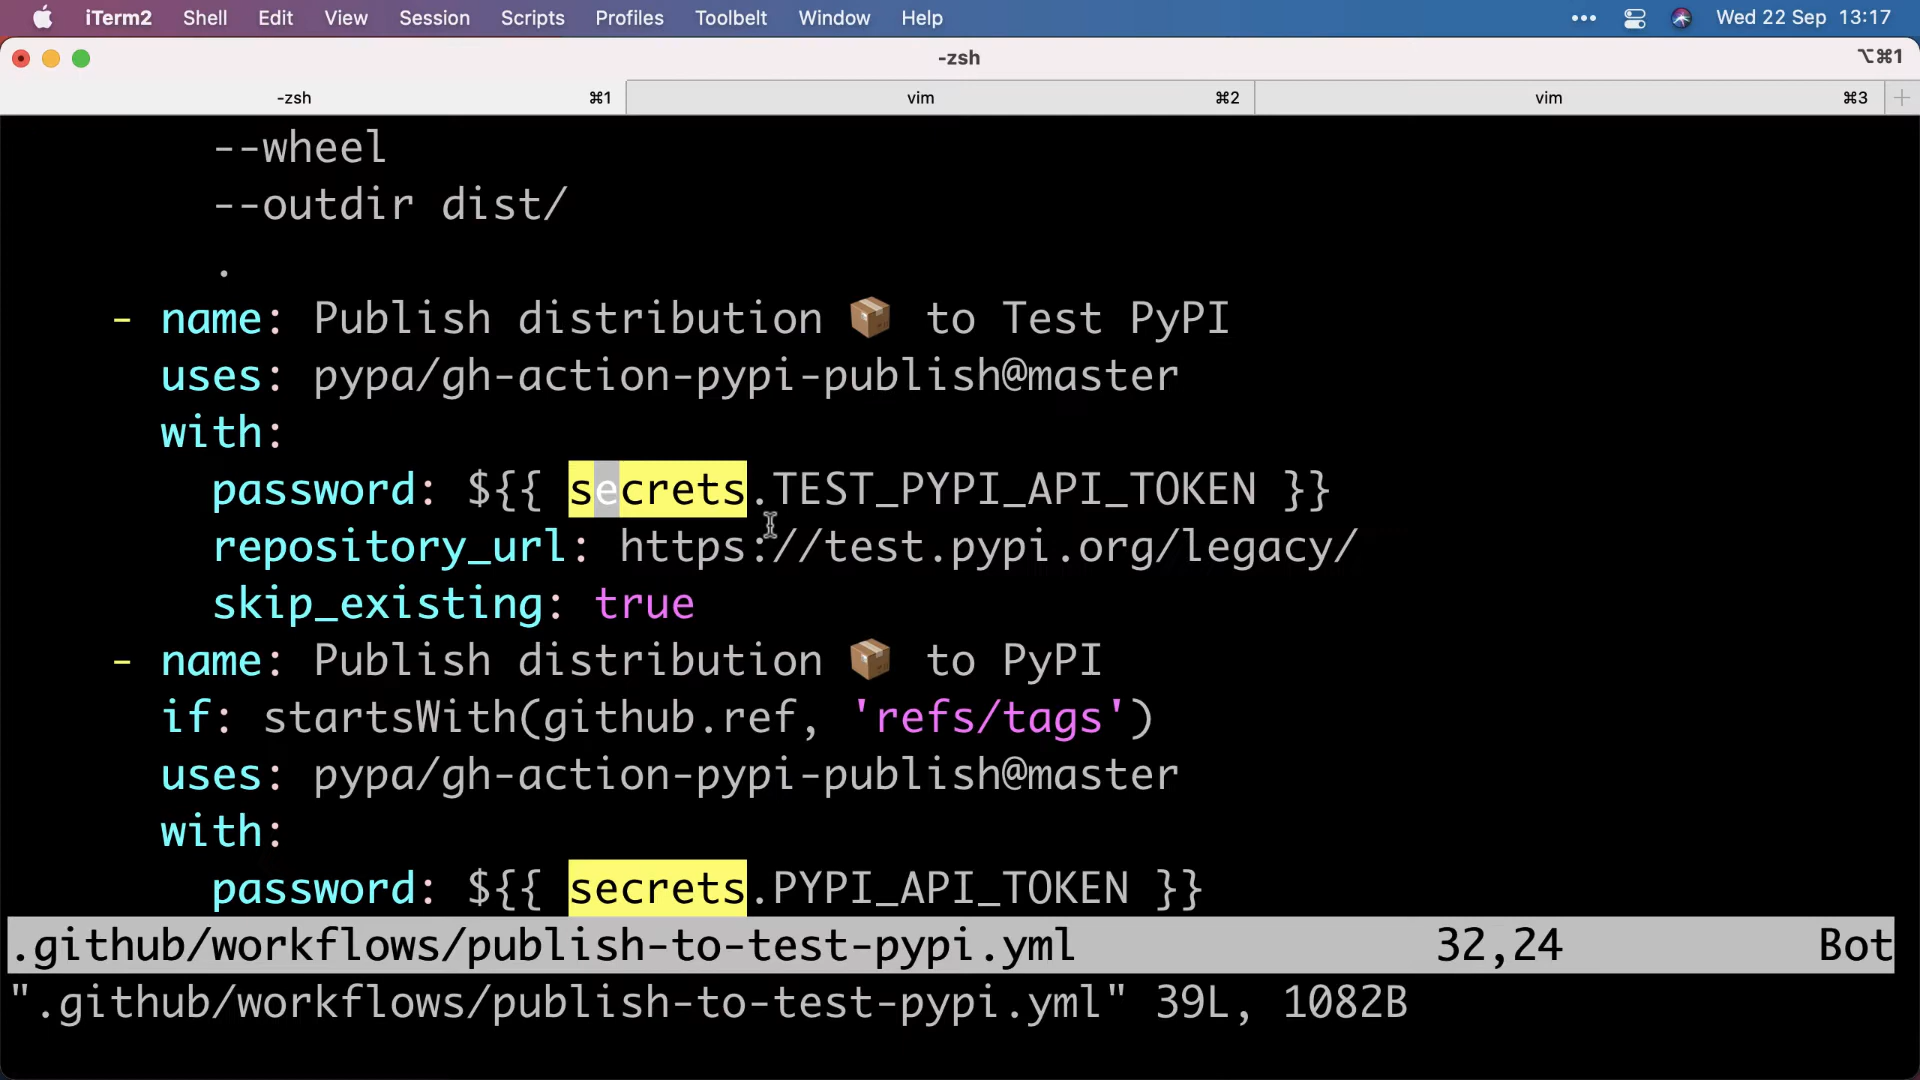 iTerm2 Shell Edit View Session Scripts Profiles Toolbelt Window Help Wed 22 Sep 13:17
-zsh ⌥⌘1
-zsh ⌘1 vim ⌘2 vim ⌘3 +
--wheel
--outdir dist/
.
- name: Publish distribution 📦 to Test PyPI
uses: pypa/gh-action-pypi-publish@master
with:
password: ${{ secrets.TEST_PYPI_API_TOKEN }}
repository_url: https://test.pypi.org/legacy/
skip_existing: true
- name: Publish distribution 📦 to PyPI
if: startsWith(github.ref, 'refs/tags')
uses: pypa/gh-action-pypi-publish@master
with:
password: ${{ secrets.PYPI_API_TOKEN }}
.github/workflows/publish-to-test-pypi.yml 32,24 Bot
".github/workflows/publish-to-test-pypi.yml" 39L, 1082B